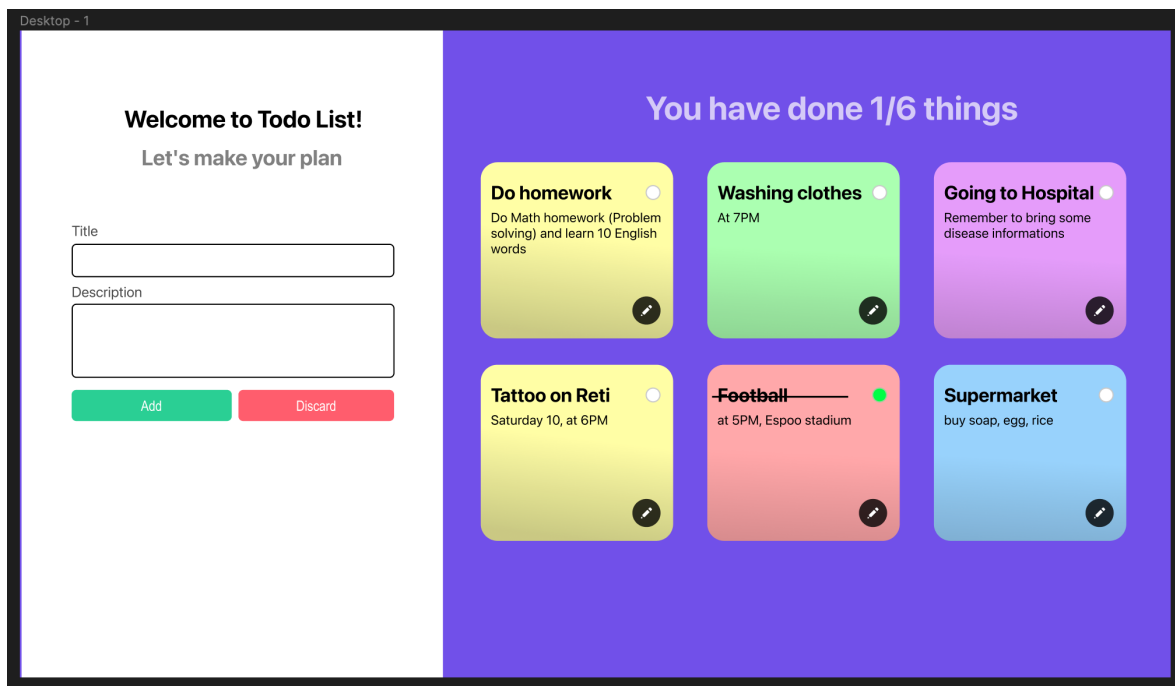 Desktop - 1
Welcome to Todo List!
Let's make your plan
Title
Description
Add
Discard
You have done 1/6 things
Do homework
Do Math homework (Problem
solving) and learn 10 English
words
Washing clothes
At 7PM
Going to Hospital
Remember to bring some
disease informations
Tattoo on Reti
Saturday 10, at 6PM
Football
at 5PM, Espoo stadium
Supermarket
buy soap, egg, rice